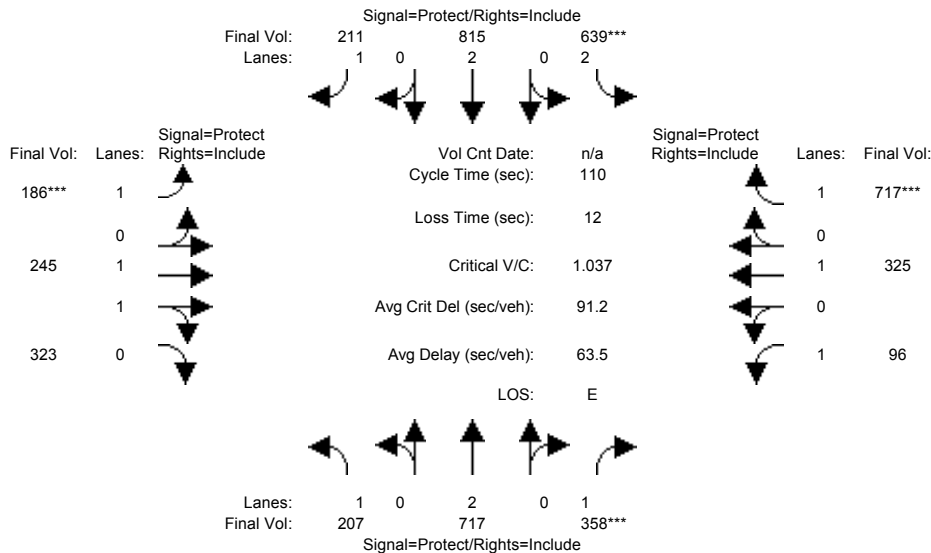 Signal=Protect/Rights=Include
Final Vol: 211 815 639***
Lanes: 1 0 2 0 2
Signal=Protect Signal=Protect
Final Vol: Lanes: Rights=Include Vol Cnt Date: n/a Rights=Include Lanes: Final Vol:
Cycle Time (sec): 110
186*** 1 1 717***
Loss Time (sec): 12
0 0
245 1 Critical V/C: 1.037 1 325
1 Avg Crit Del (sec/veh): 91.2 0
323 0 Avg Delay (sec/veh): 63.5 1 96
LOS: E
Lanes: 1 0 2 0 1
Final Vol: 207 717 358***
Signal=Protect/Rights=Include